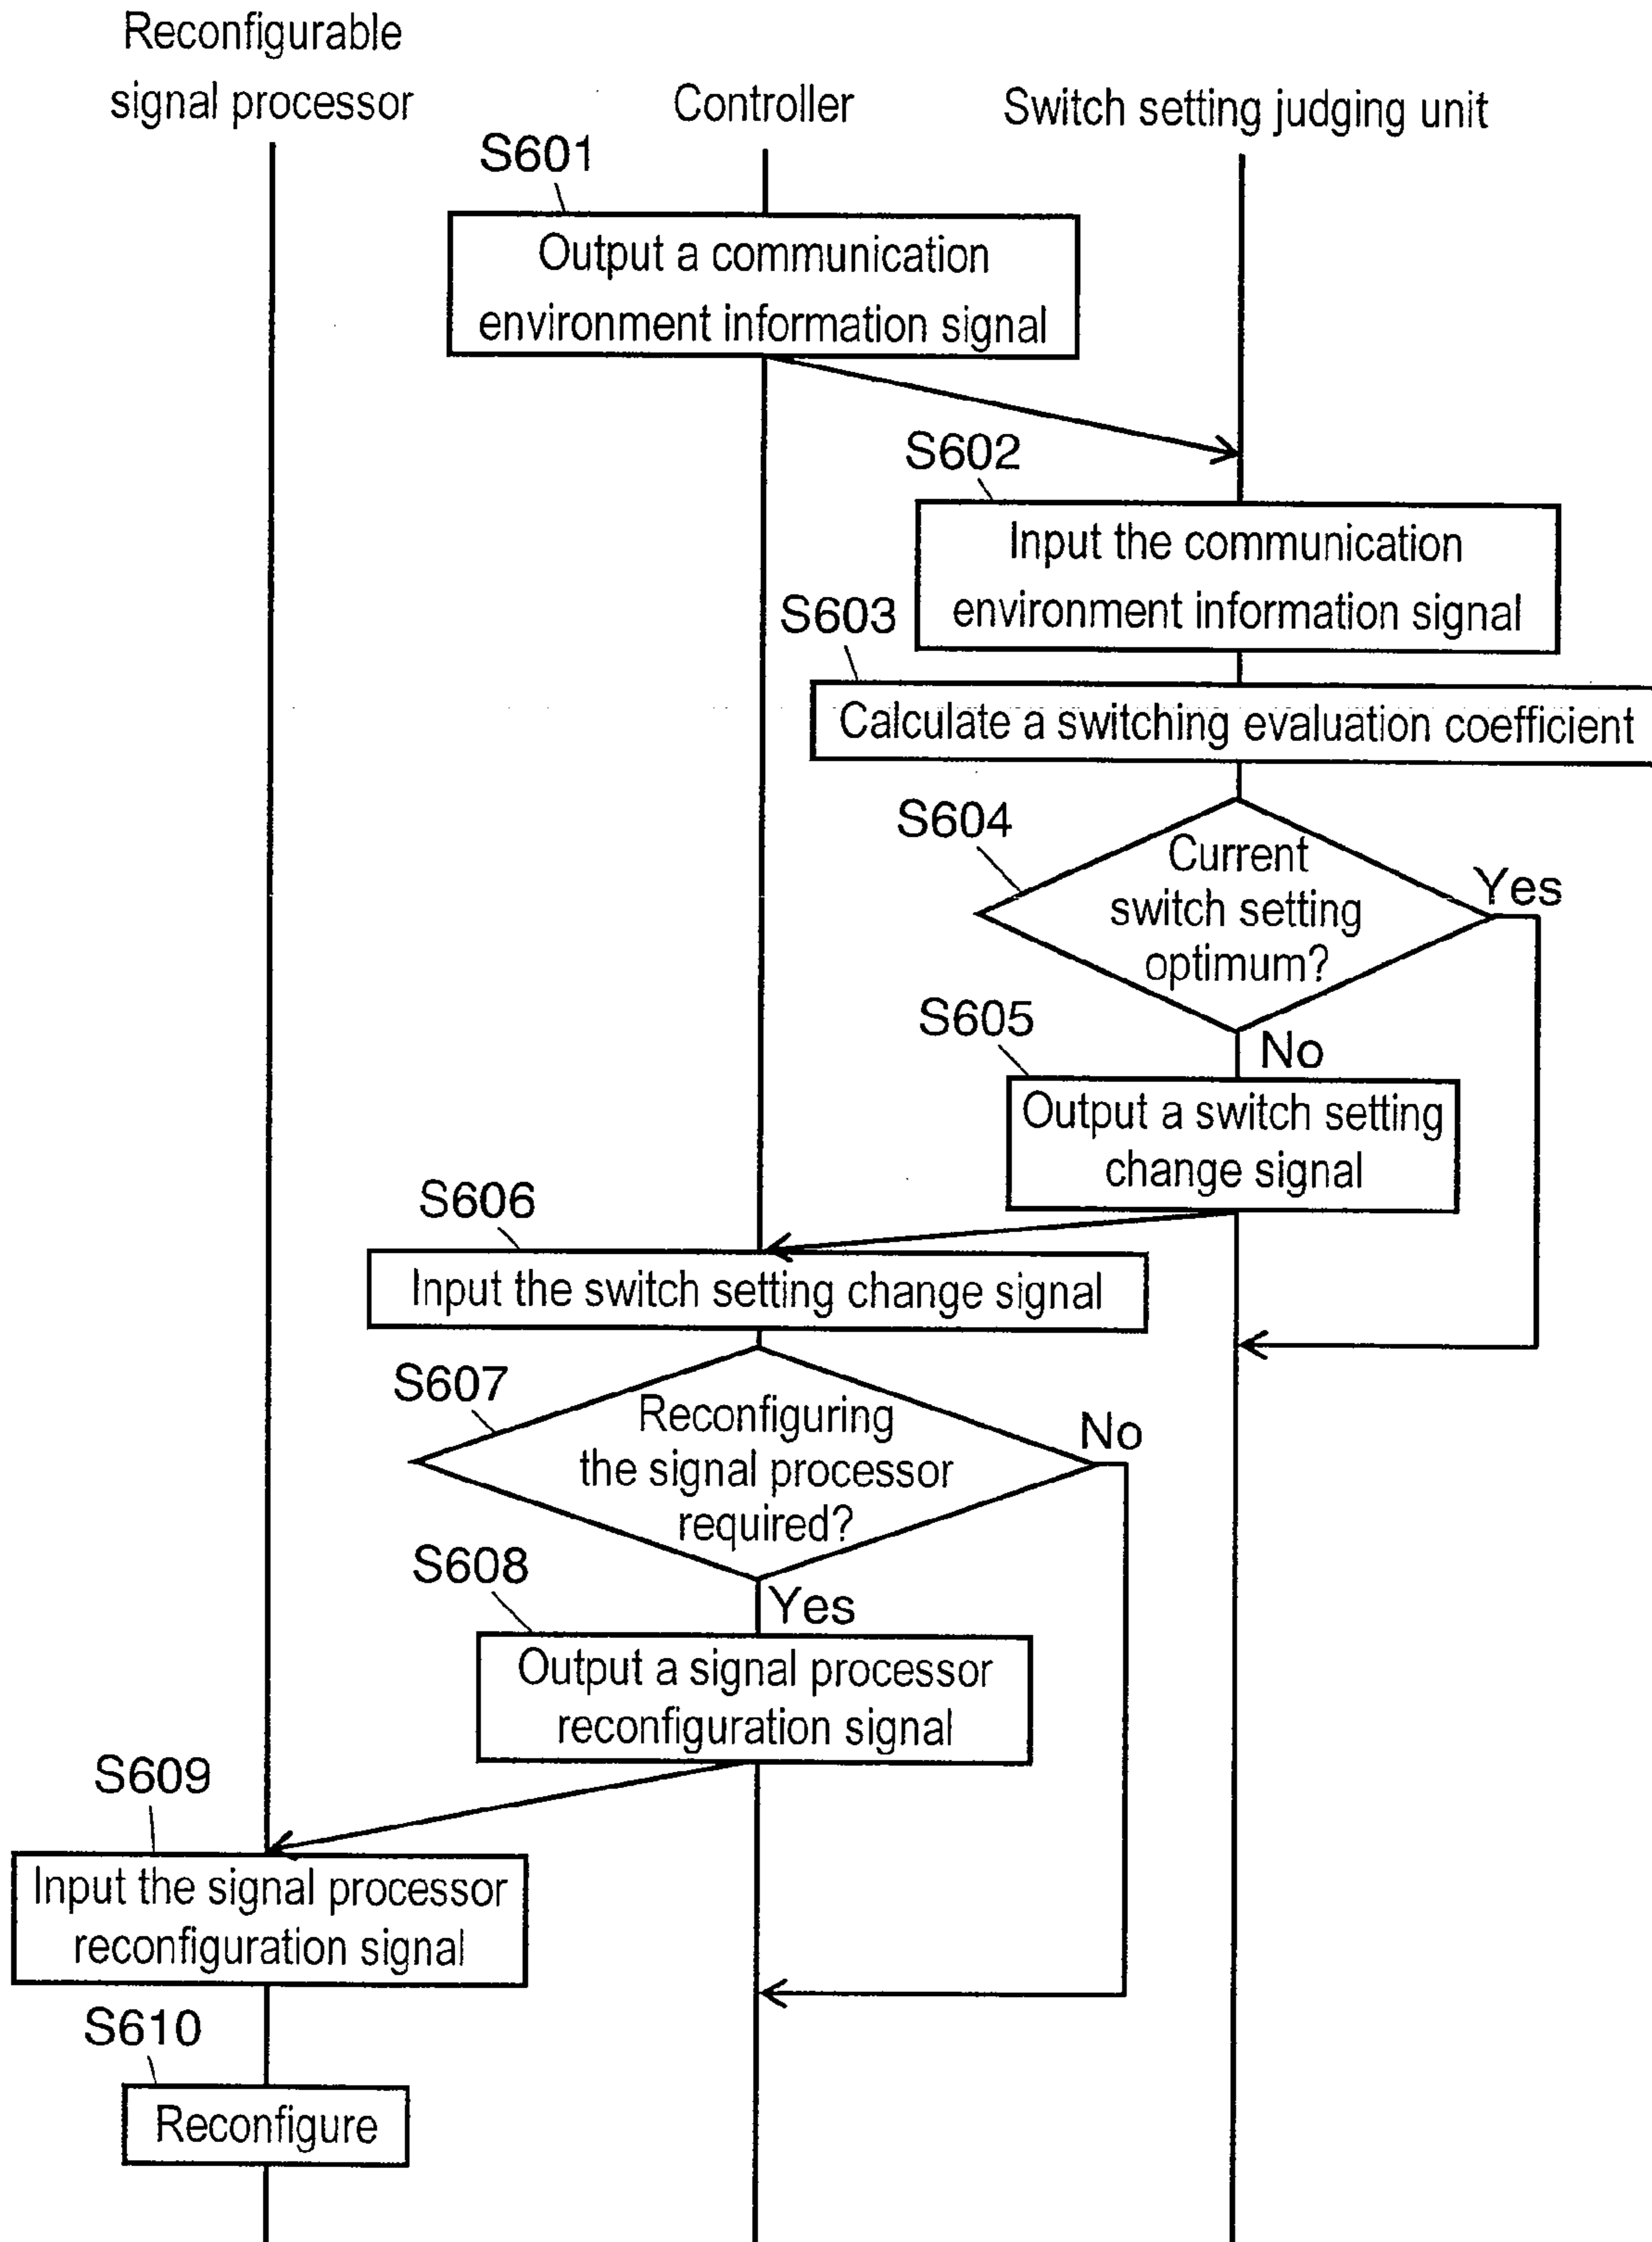 Reconfigurable
signal processor
Controller
Switch setting judging unit
S601
Output a communication
environment information signal
S602
Input the communication
environment information signal
S603
Calculate a switching evaluation coefficient
S604
Current
switch setting
optimum?
Yes
No
S605
Output a switch setting
change signal
S606
Input the switch setting change signal
S607
Reconfiguring
the signal processor
required?
No
Yes
S608
Output a signal processor
reconfiguration signal
S609
Input the signal processor
reconfiguration signal
S610
Reconfigure